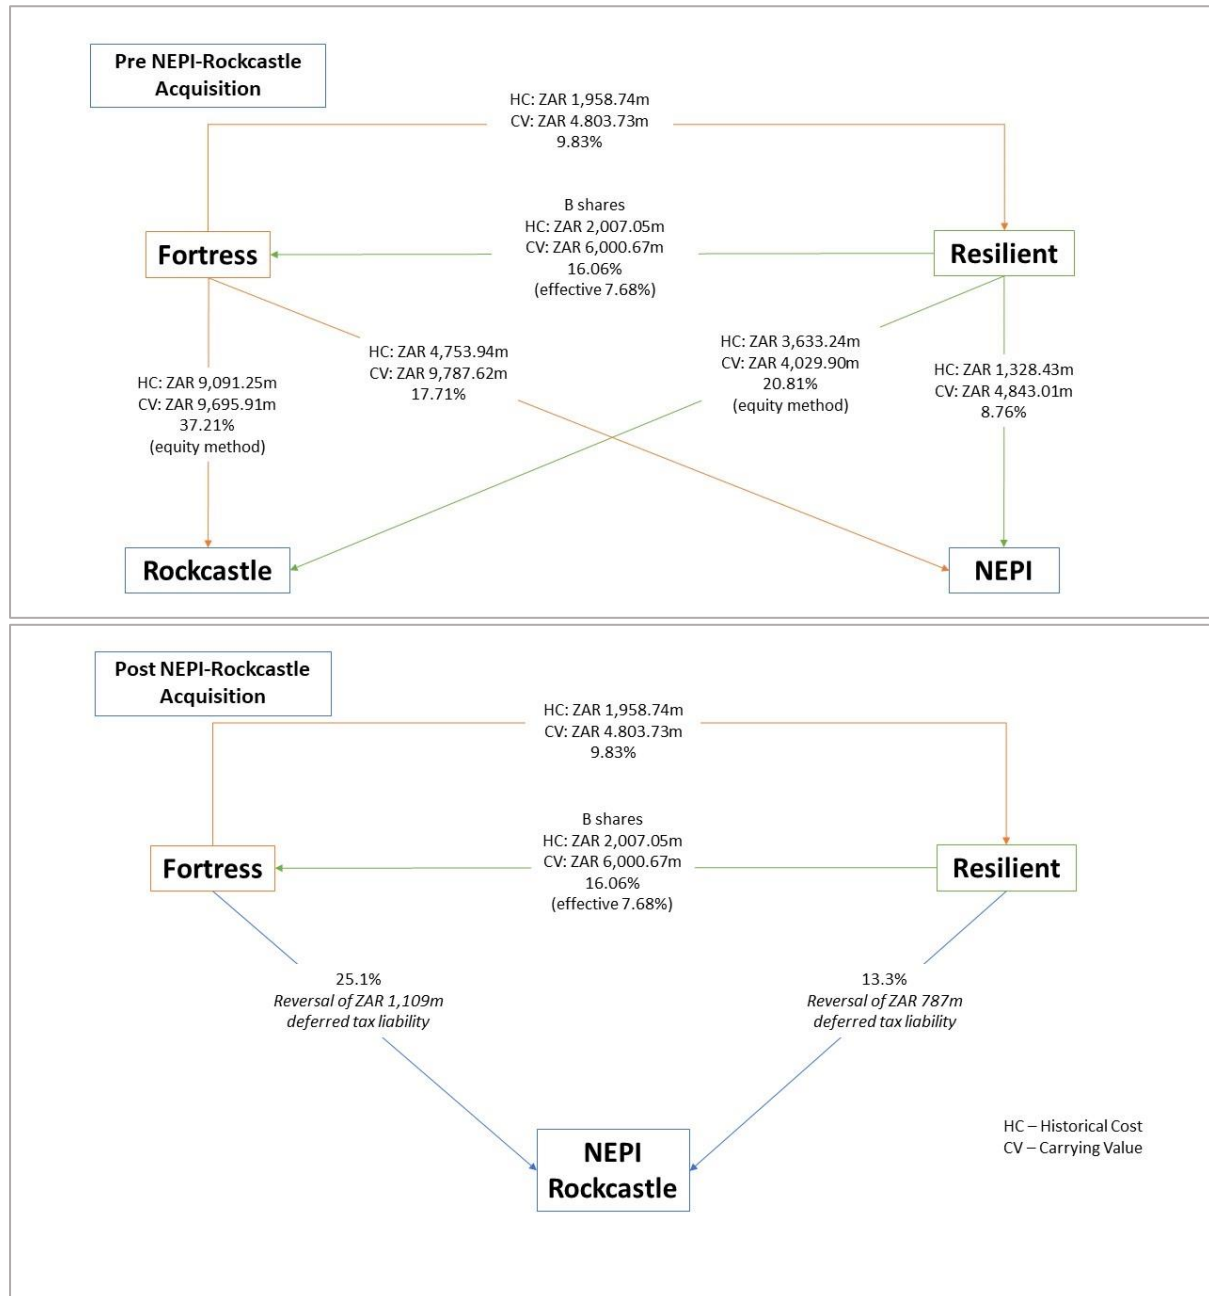 Pre NEPI-Rockcastle
Acquisition
HC: ZAR 1,958.74m
CV: ZAR 4.803.73m
9.83%
B shares
HC: ZAR 2,007.05m
CV: ZAR 6,000.67m
16.06%
(effective 7.68%)
Fortress
Resilient
HC: ZAR 9,091.25m
CV: ZAR 9,695.91m
37.21%
(equity method)
HC: ZAR 4,753.94m
CV: ZAR 9,787.62m
17.71%
HC: ZAR 3,633.24m
CV: ZAR 4,029.90m
20.81%
(equity method)
HC: ZAR 1,328.43m
CV: ZAR 4,843.01m
8.76%
Rockcastle
NEPI
Post NEPI-Rockcastle
Acquisition
HC: ZAR 1,958.74m
CV: ZAR 4.803.73m
9.83%
B shares
HC: ZAR 2,007.05m
CV: ZAR 6,000.67m
16.06%
(effective 7.68%)
Fortress
Resilient
25.1%
Reversal of ZAR 1,109m
deferred tax liability
13.3%
Reversal of ZAR 787m
deferred tax liability
NEPI
Rockcastle
HC – Historical Cost
CV – Carrying Value